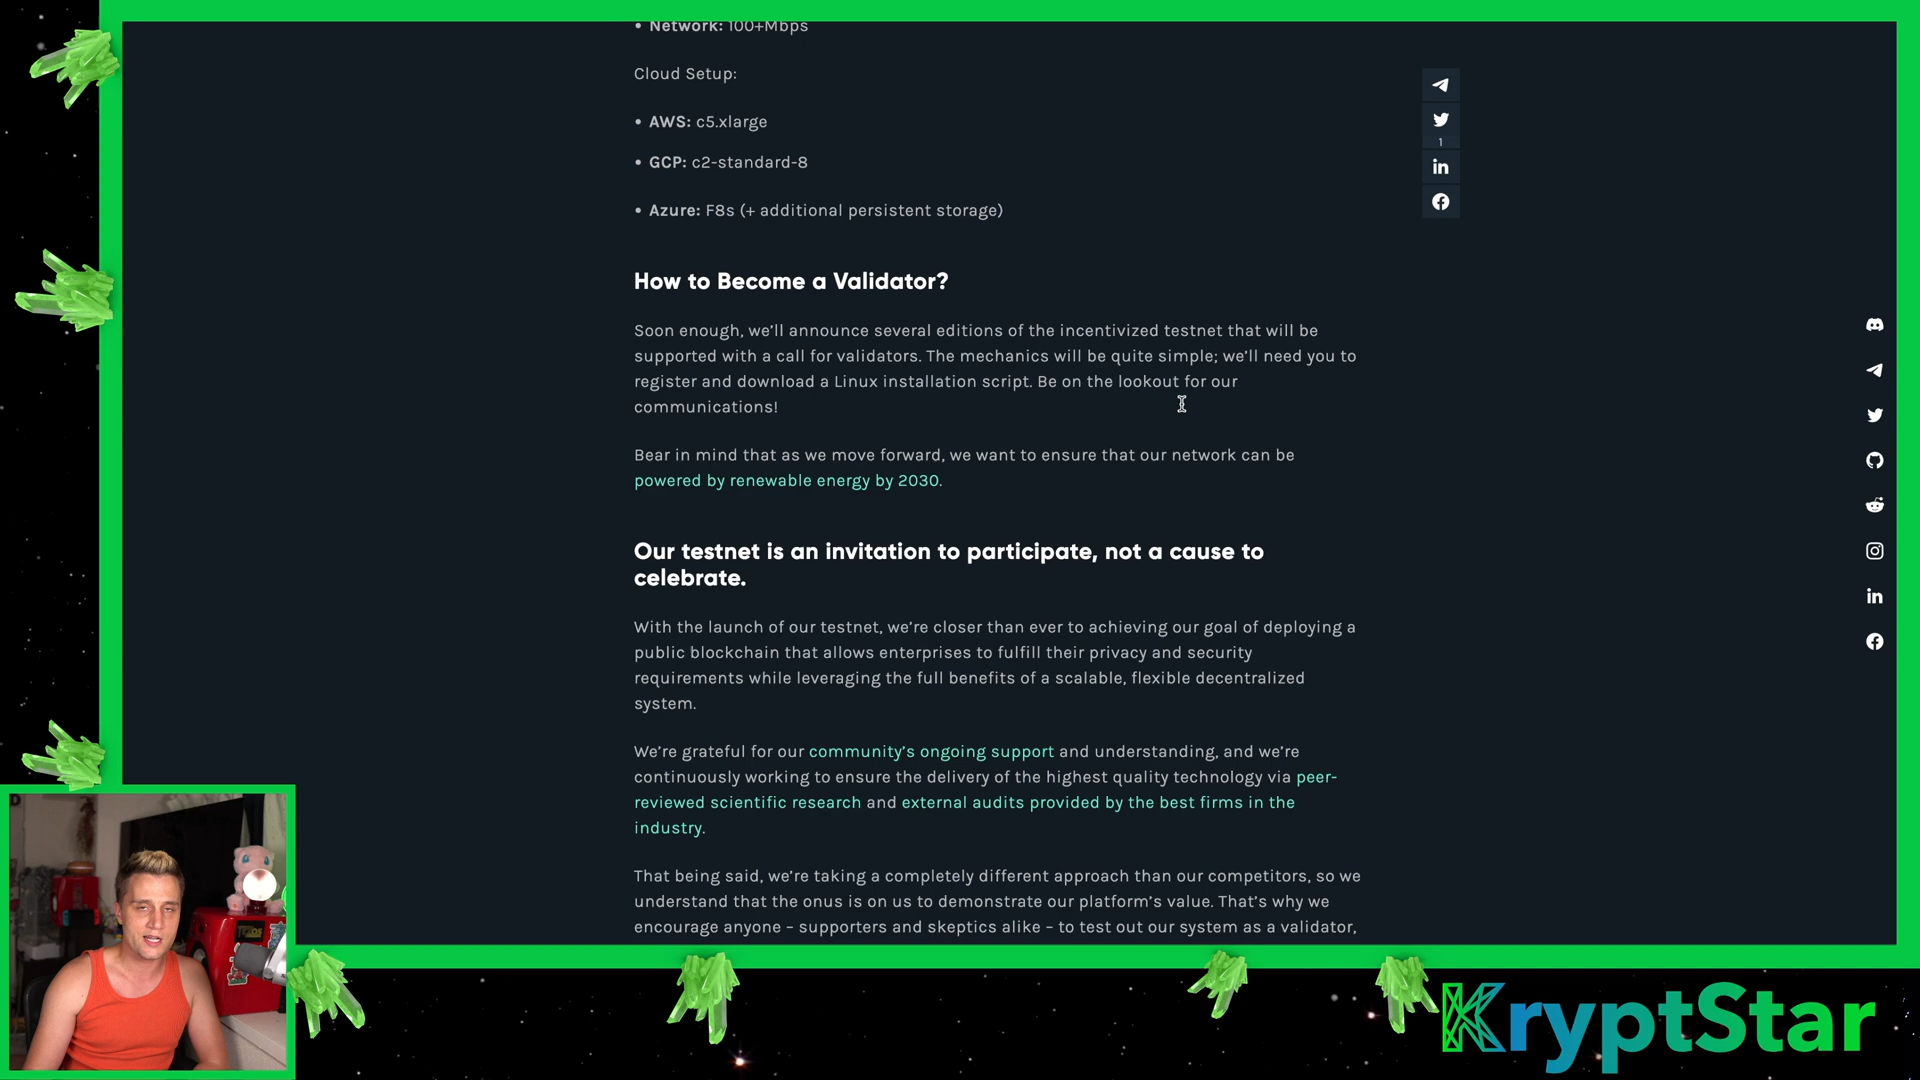 • Network: 100+Mbps
Cloud Setup:
• AWS: c5.xlarge
• GCP: c2-standard-8
• Azure: F8s (+ additional persistent storage)
1
How to Become a Validator?
Soon enough, we’ll announce several editions of the incentivized testnet that will be
supported with a call for validators. The mechanics will be quite simple; we’ll need you to
register and download a Linux installation script. Be on the lookout for our
communications!
Bear in mind that as we move forward, we want to ensure that our network can be
powered by renewable energy by 2030.
Our testnet is an invitation to participate, not a cause to
celebrate.
With the launch of our testnet, we’re closer than ever to achieving our goal of deploying a
public blockchain that allows enterprises to fulfill their privacy and security
requirements while leveraging the full benefits of a scalable, flexible decentralized
system.
We’re grateful for our community’s ongoing support and understanding, and we’re
continuously working to ensure the delivery of the highest quality technology via peer-
reviewed scientific research and external audits provided by the best firms in the
industry.
That being said, we’re taking a completely different approach than our competitors, so we
understand that the onus is on us to demonstrate our platform’s value. That’s why we
encourage anyone – supporters and skeptics alike – to test out our system as a validator,
KryptStar